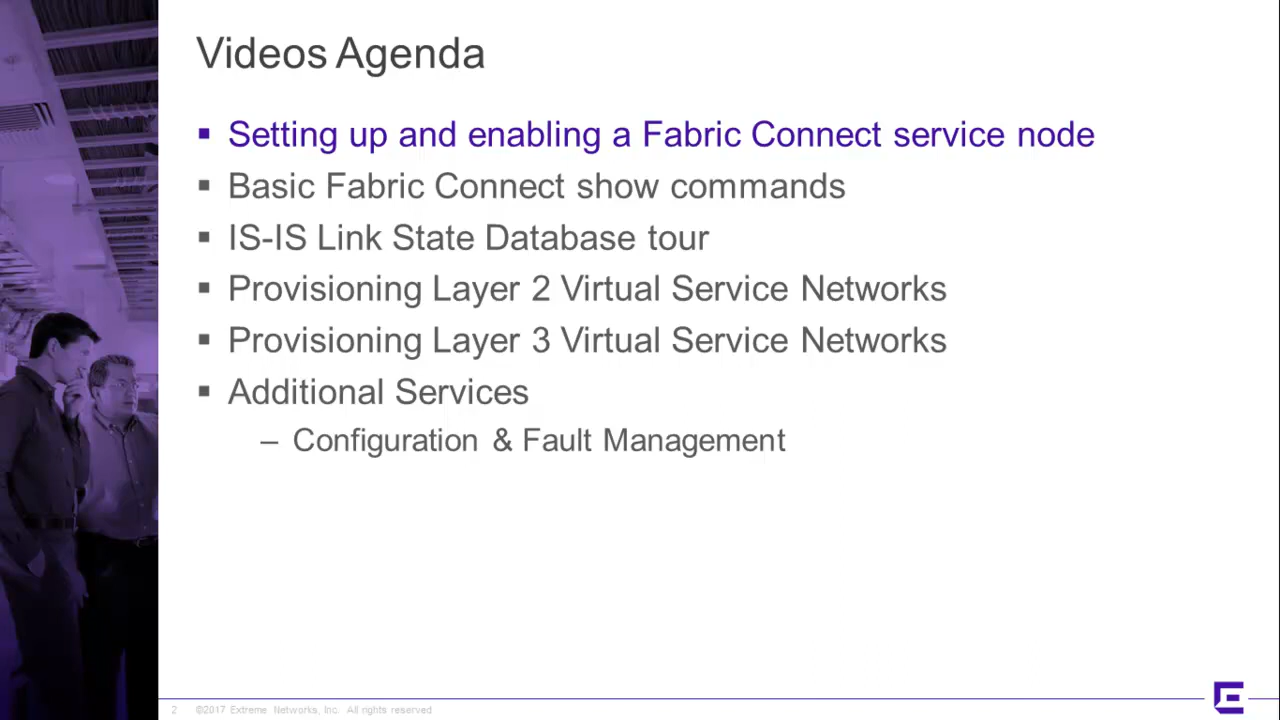 Videos Agenda
▪ Setting up and enabling a Fabric Connect service node
▪ Basic Fabric Connect show commands
▪ IS-IS Link State Database tour
▪ Provisioning Layer 2 Virtual Service Networks
▪ Provisioning Layer 3 Virtual Service Networks
▪ Additional Services
– Configuration & Fault Management
2 ©2017 Extreme Networks, Inc. All rights reserved